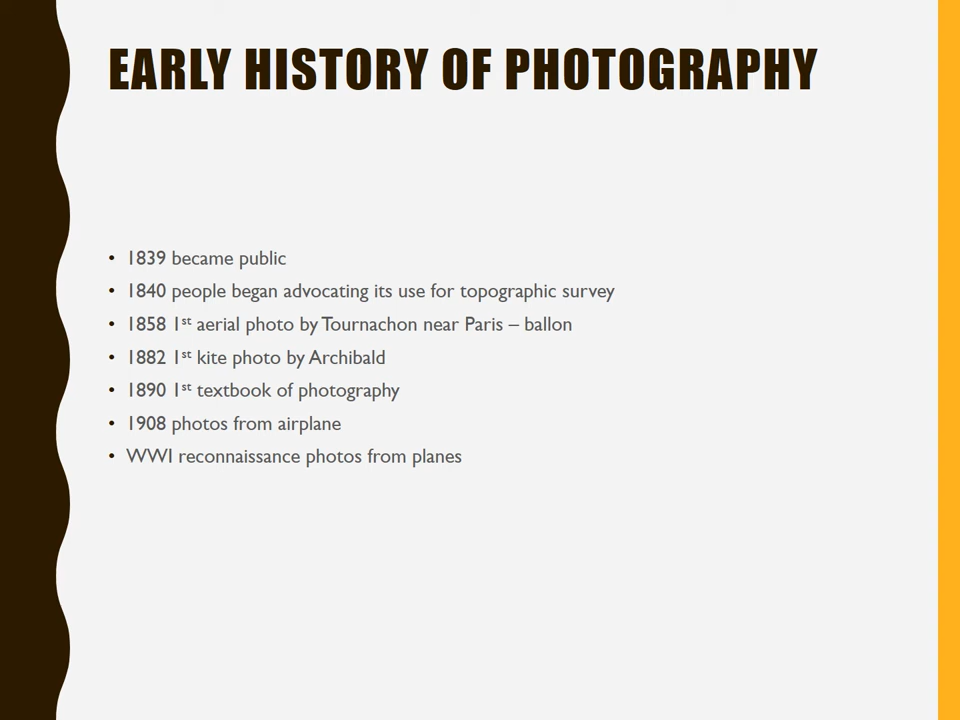 EARLY HISTORY OF PHOTOGRAPHY
• 1839 became public
• 1840 people began advocating its use for topographic survey
• 1858 1st aerial photo by Tournachon near Paris – ballon
• 1882 1st kite photo by Archibald
• 1890 1st textbook of photography
• 1908 photos from airplane
• WWI reconnaissance photos from planes